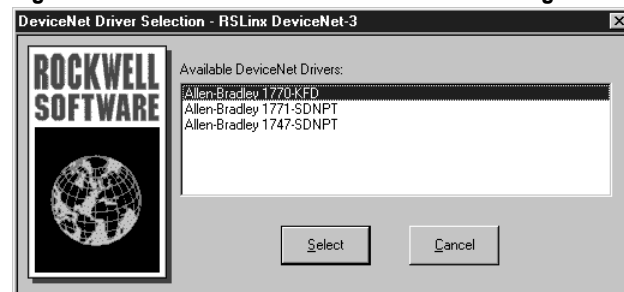 DeviceNet Driver Selection - RSLinx DeviceNet-3
ROCKWELL
SOFTWARE
Available DeviceNet Drivers:
Allen-Bradley 1770-KFD
Allen-Bradley 1771-SDNPT
Allen-Bradley 1747-SDNPT
Select
Cancel